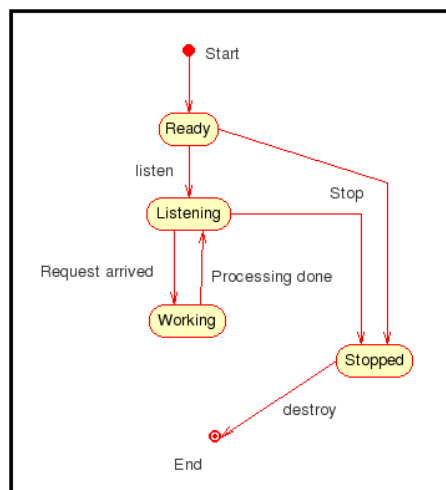 Start
Ready
listen
Stop
Listening
Request arrived
Processing done
Working
Stopped
destroy
End